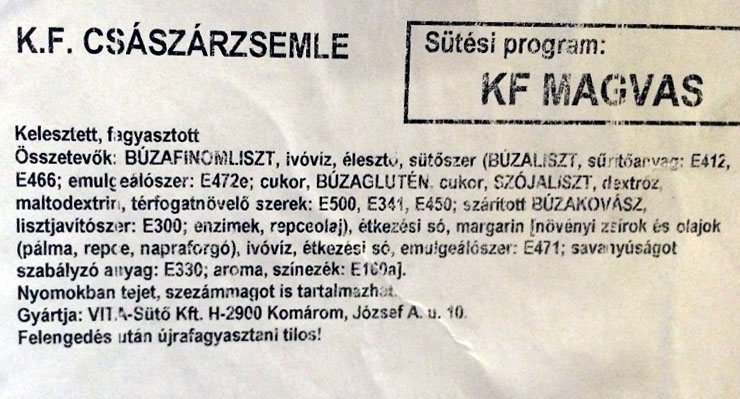 K.F. CSÁSZÁRZSEMLE
Sütési program:
KF MAGVAS
Kelesztett, fagyasztott
Összetevők: BÚZAFINOMLISZT, ivóvíz, élesztő, sütőszer (BÚZALISZT, sűrítőanyag: E412,
E466; emulgeálószer: E472e; cukor, BÚZAGLUTÉN, cukor, SZÓJALISZT, dextróz,
maltodextrin, térfogatnövelő szerek: E500, E341, E450; szárított BÚZAKOVÁSZ,
lisztjavítószer: E300; enzimek, repceolaj), étkezési só, margarin [növényi zsírok és olajok
(pálma, repce, napraforgó), ivóvíz, étkezési só, emulgeálószer: E471; savanyúságot
szabályzó anyag: E330; aroma, színezék: E160a].
Nyomokban tejet, szezámmagot is tartalmazhat.
Gyártja: VITA-Sütő Kft. H-2900 Komárom, József A. u. 10.
Felengedés után újrafagyasztani tilos!